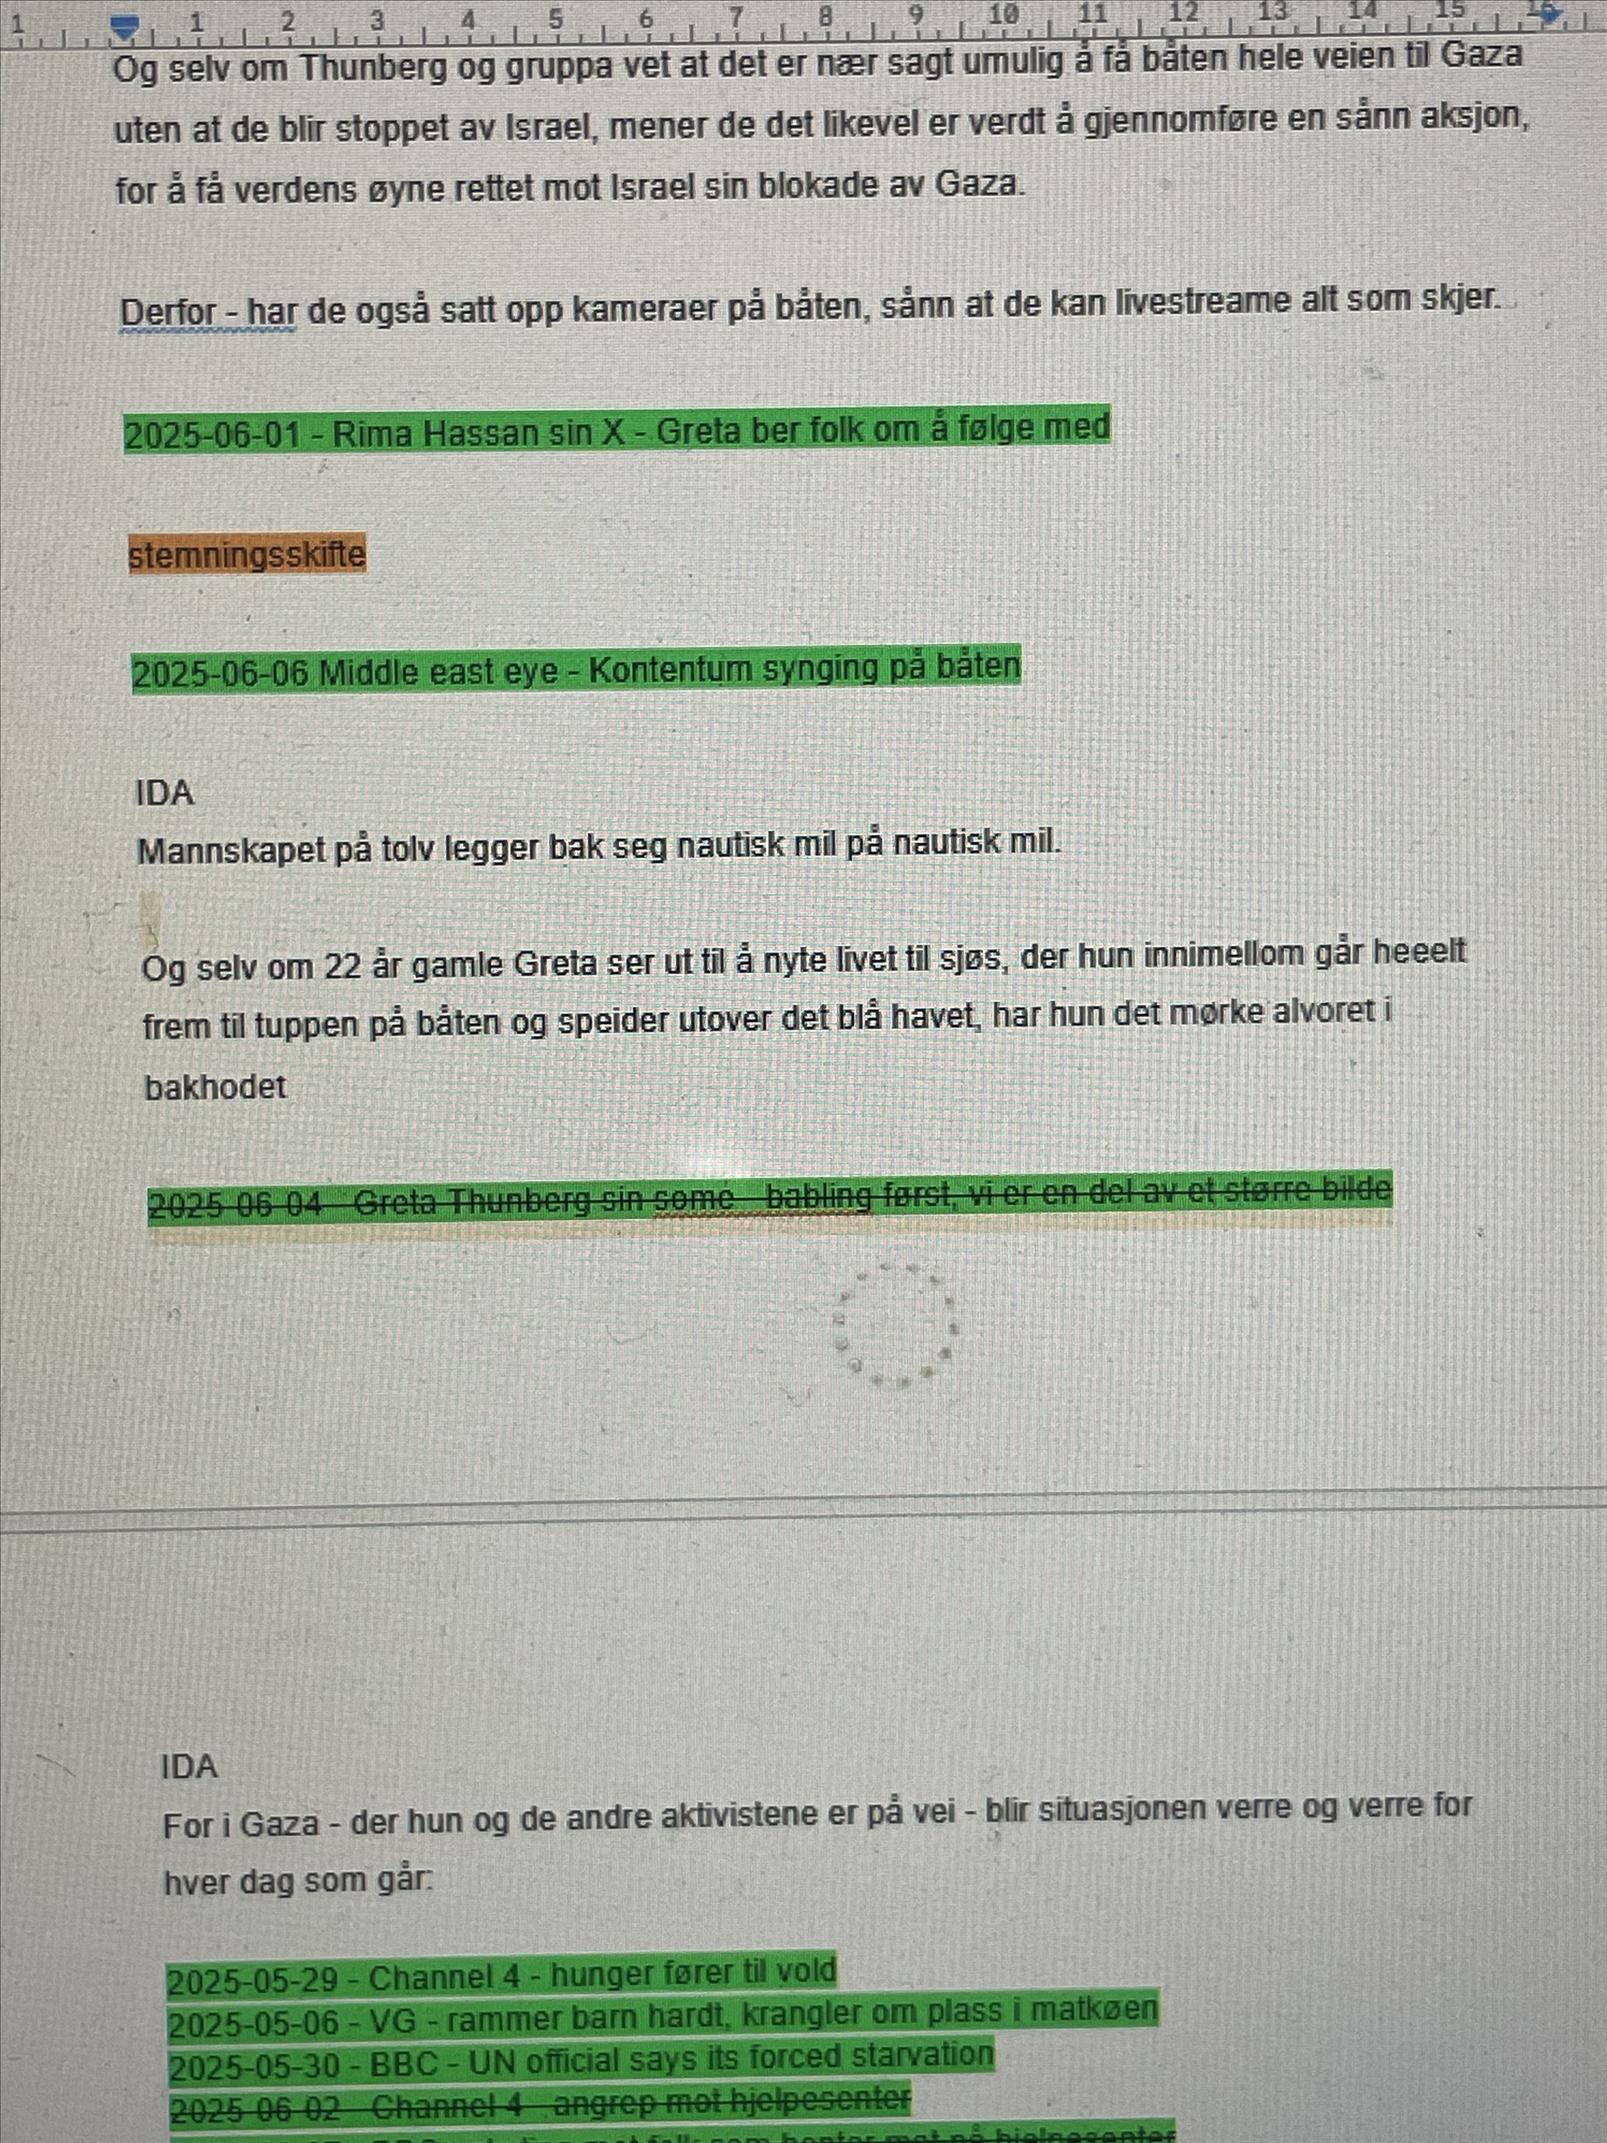 1 1 2 3 4 5 6 7 8 9 10 11 12 13 14 15 16
Og selv om Thunberg og gruppa vet at det er nær sagt umulig å få båten hele veien til Gaza
uten at de blir stoppet av Israel, mener de det likevel er verdt å gjennomføre en sånn aksjon,
for å få verdens øyne rettet mot Israel sin blokade av Gaza.
Derfor - har de også satt opp kameraer på båten, sånn at de kan livestreame alt som skjer.
2025-06-01 - Rima Hassan sin X - Greta ber folk om å følge med
stemningsskifte
2025-06-06 Middle east eye - Kontentum synging på båten
IDA
Mannskapet på tolv legger bak seg nautisk mil på nautisk mil.
Og selv om 22 år gamle Greta ser ut til å nyte livet til sjøs, der hun innimellom går heeelt
frem til tuppen på båten og speider utover det blå havet, har hun det mørke alvoret i
bakhodet
2025-06-04 - Greta Thunberg sin some - babling først, vi er en del av et større bilde
IDA
For i Gaza - der hun og de andre aktivistene er på vei - blir situasjonen verre og verre for
hver dag som går:
2025-05-29 - Channel 4 - hunger fører til vold
2025-05-06 - VG - rammer barn hardt, krangler om plass i matkøen
2025-05-30 - BBC - UN official says its forced starvation
2025-06-02 - Channel 4 - angrep mot hjelpesenter
folk som henter mat på hjelpesenter